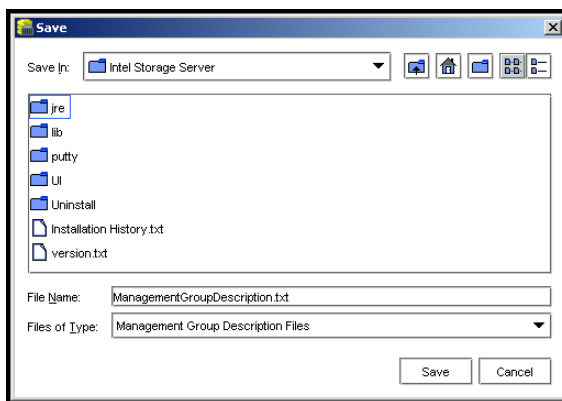 Save
Save In: Intel Storage Server
jre
lib
putty
UI
Uninstall
Installation History.txt
version.txt
File Name: ManagementGroupDescription.txt
Files of Type: Management Group Description Files
Save Cancel